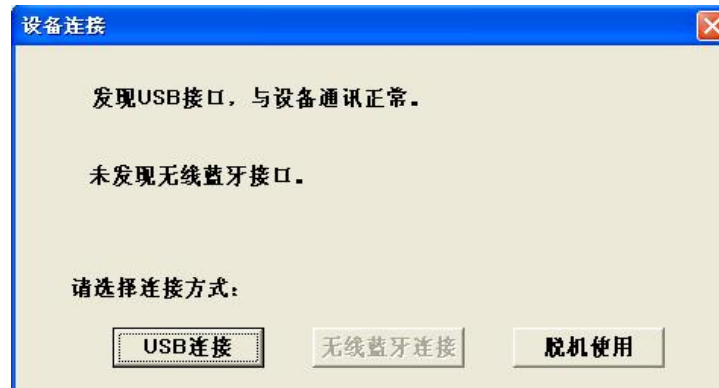 设备连接
发现USB接口，与设备通讯正常。
未发现无线蓝牙接口。
请选择连接方式：
USB连接 无线蓝牙连接 脱机使用